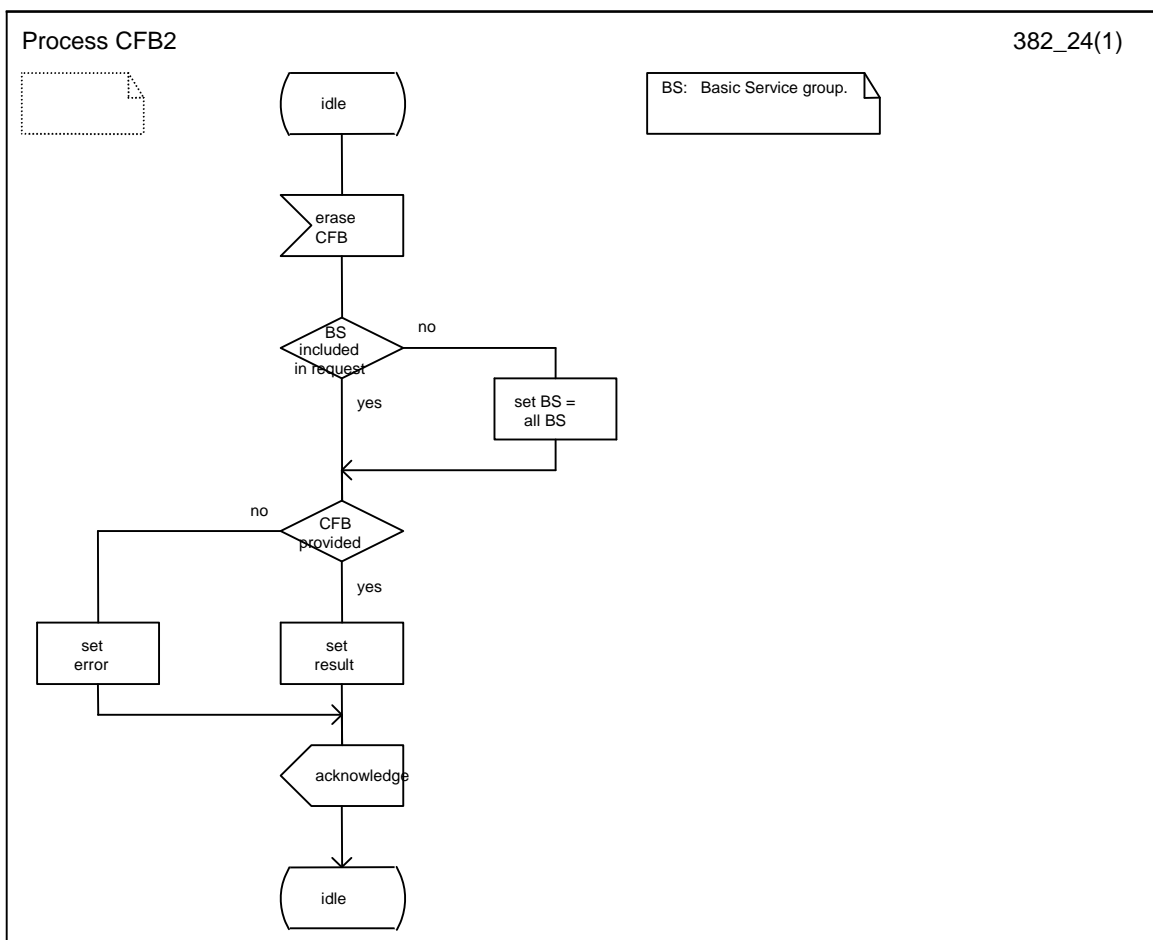 Process CFB2
382_24(1)
idle
BS: Basic Service group.
erase
CFB
BS
included
in request
no
yes
set BS =
all BS
no
CFB
provided
yes
set
error
set
result
acknowledge
idle